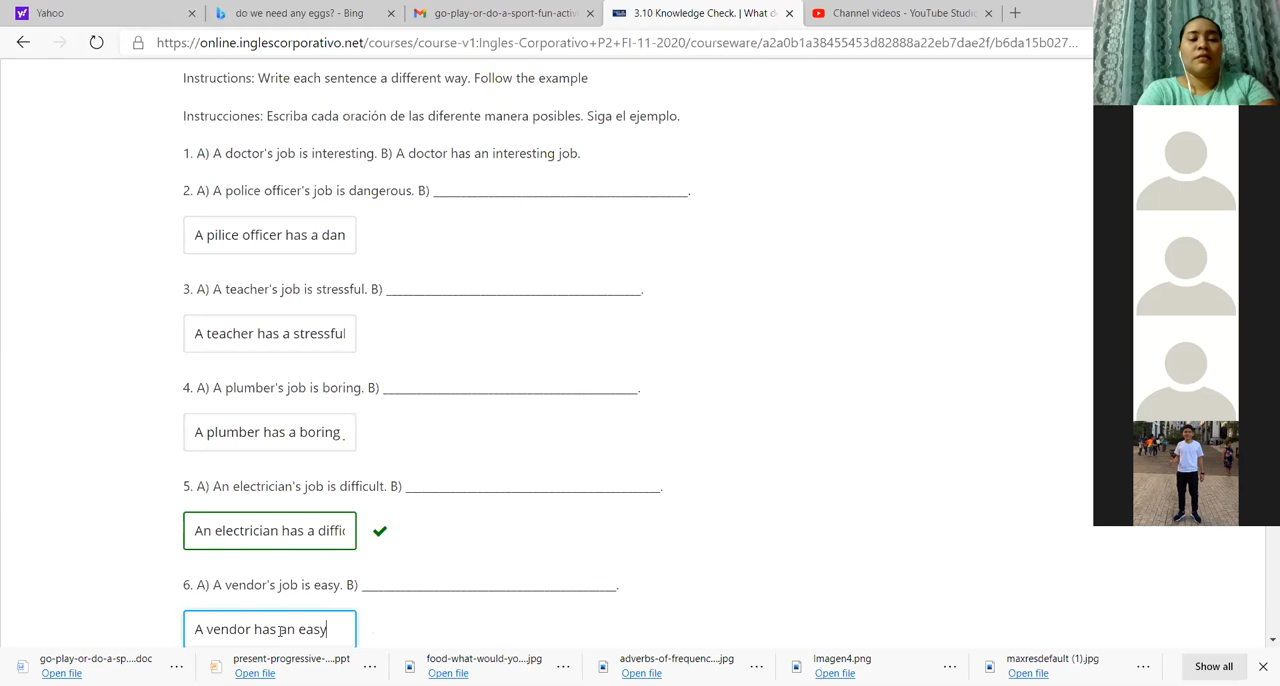 Yahoo
do we need any eggs? - Bing
go-play-or-do-a-sport-fun-activi
3.10 Knowledge Check. | What d
Channel videos - YouTube Studio
https://online.inglescorporativo.net/courses/course-v1:Ingles-Corporativo+P2+FI-11-2020/courseware/a2a0b1a38455453d82888a22eb7dae2f/b6da15b027...
Instructions: Write each sentence a different way. Follow the example
Instrucciones: Escriba cada oración de las diferente manera posibles. Siga el ejemplo.
1. A) A doctor's job is interesting. B) A doctor has an interesting job.
2. A) A police officer's job is dangerous. B) ______________________________________.
A pilice officer has a dan
3. A) A teacher's job is stressful. B) ______________________________________.
A teacher has a stressful
4. A) A plumber's job is boring. B) ______________________________________.
A plumber has a boring
5. A) An electrician's job is difficult. B) ______________________________________.
An electrician has a diffic
6. A) A vendor's job is easy. B) ______________________________________.
A vendor has an easy
go-play-or-do-a-sp....doc
Open file
present-progressive-....ppt
Open file
food-what-would-yo....jpg
Open file
adverbs-of-frequenc....jpg
Open file
Imagen4.png
Open file
maxresdefault (1).jpg
Open file
Show all